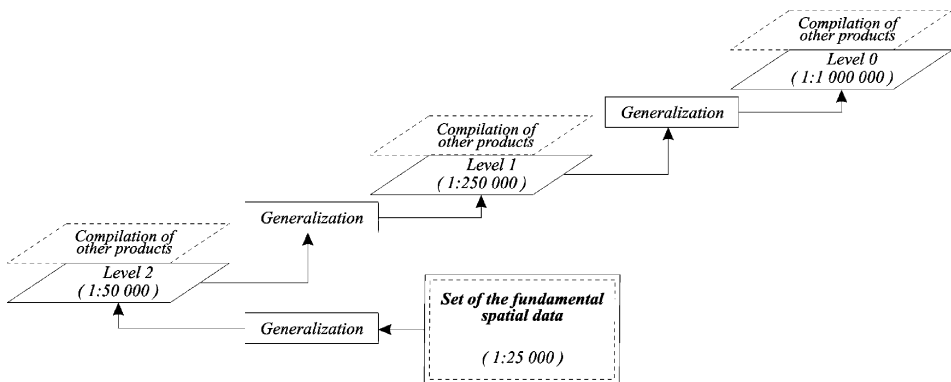 Compilation of
other products
Level 0
( 1:1 000 000 )
Generalization
Compilation of
other products
Level 1
( 1:250 000 )
Generalization
Compilation of
other products
Level 2
( 1:50 000 )
Generalization
Set of the fundamental
spatial data
( 1:25 000 )